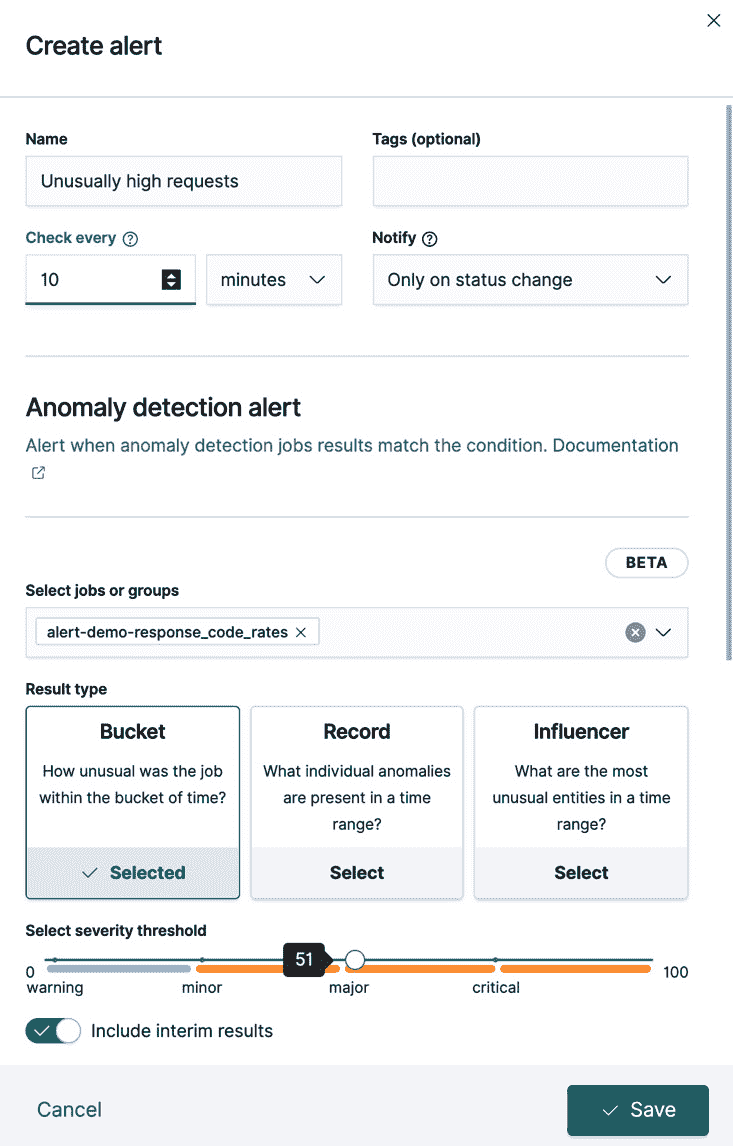 Create alert
Name
Tags (optional)
Unusually high requests
Check every
Notify
10
minutes
Only on status change
Anomaly detection alert
Alert when anomaly detection jobs results match the condition. Documentation
BETA
Select jobs or groups
alert-demo-response_code_rates
Result type
Bucket
How unusual was the job
within the bucket of time?
Selected
Record
What individual anomalies
are present in a time
range?
Select
Influencer
What are the most
unusual entities in a time
range?
Select
Select severity threshold
51
0
100
warning
minor
major
critical
Include interim results
Cancel
Save